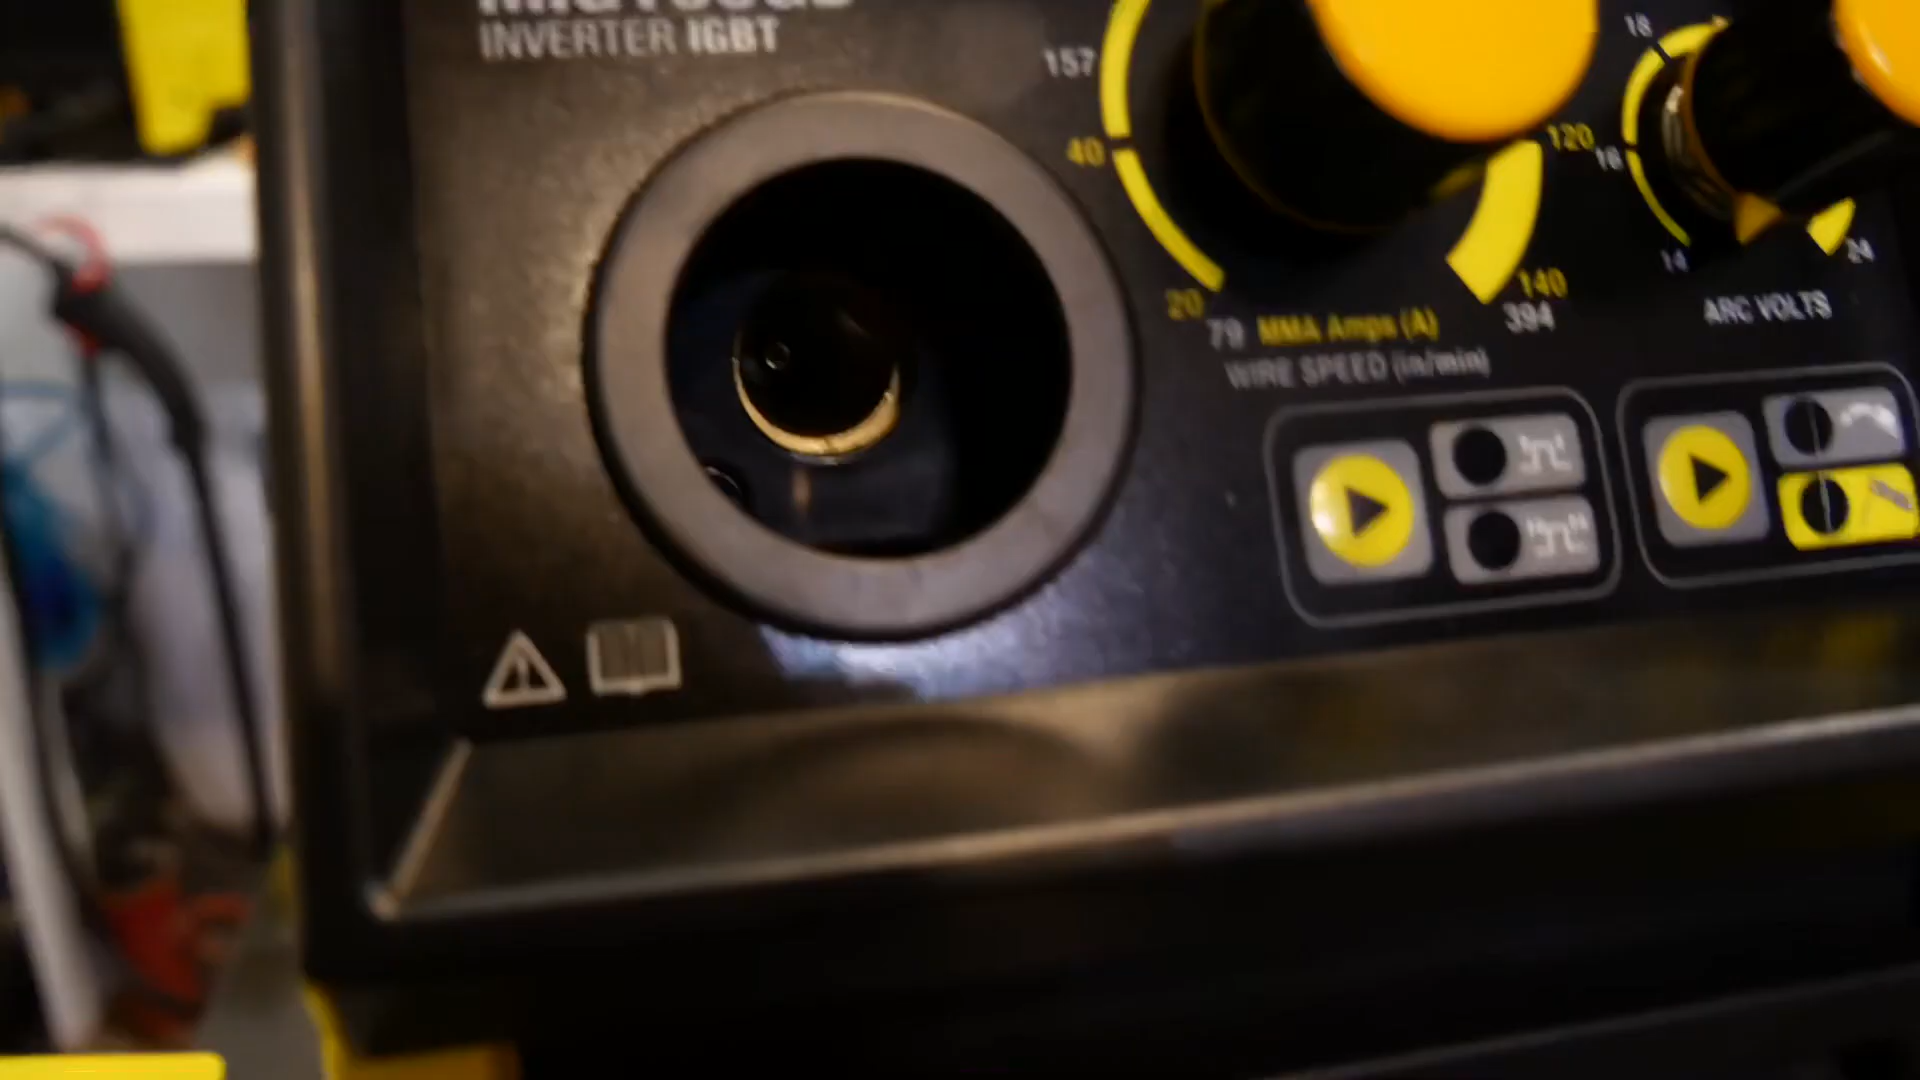 INVERTER IGBT
157
40
20
79
MMA Amps (A)
WIRE SPEED (in/min)
120
140
394
18
16
14
24
ARC VOLTS